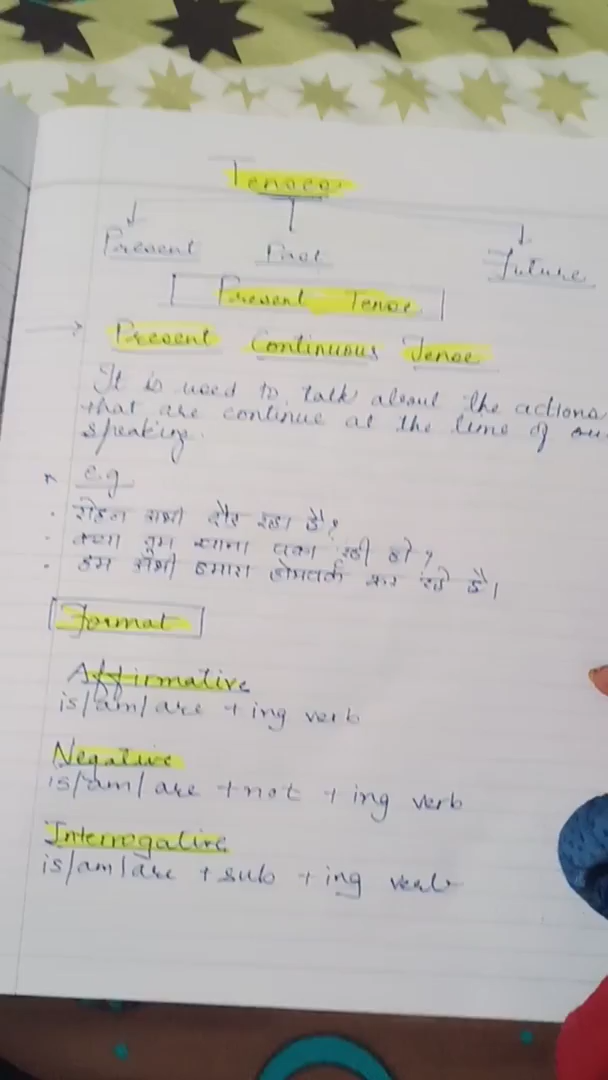 Tenses
Present Past Future
Present Tense
Present Continuous Tense
It is used to talk about the actions
that are continue at the time of our
speaking.
e.g
रोहन अभी दौड़ रहा है?
क्या तुम खाना पका रही हो?
हम अभी हमारा होमवर्क कर रहे है।
Format
Affirmative
is/am/are + ing verb
Negative
is/am/are + not + ing verb
Interrogative
is/am/are + sub + ing verb